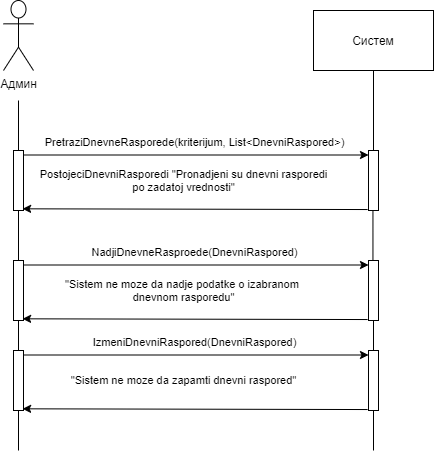 Систем
Админ
PretraziDnevneRasporede(kriterijum, List<DnevniRaspored>)
PostojeciDnevniRasporedi "Pronadjeni su dnevni rasporedi
po zadatoj vrednosti"
NadjiDnevneRasproede(DnevniRaspored)
"Sistem ne moze da nadje podatke o izabranom
dnevnom rasporedu"
IzmeniDnevniRaspored(DnevniRaspored)
"Sistem ne moze da zapamti dnevni raspored"